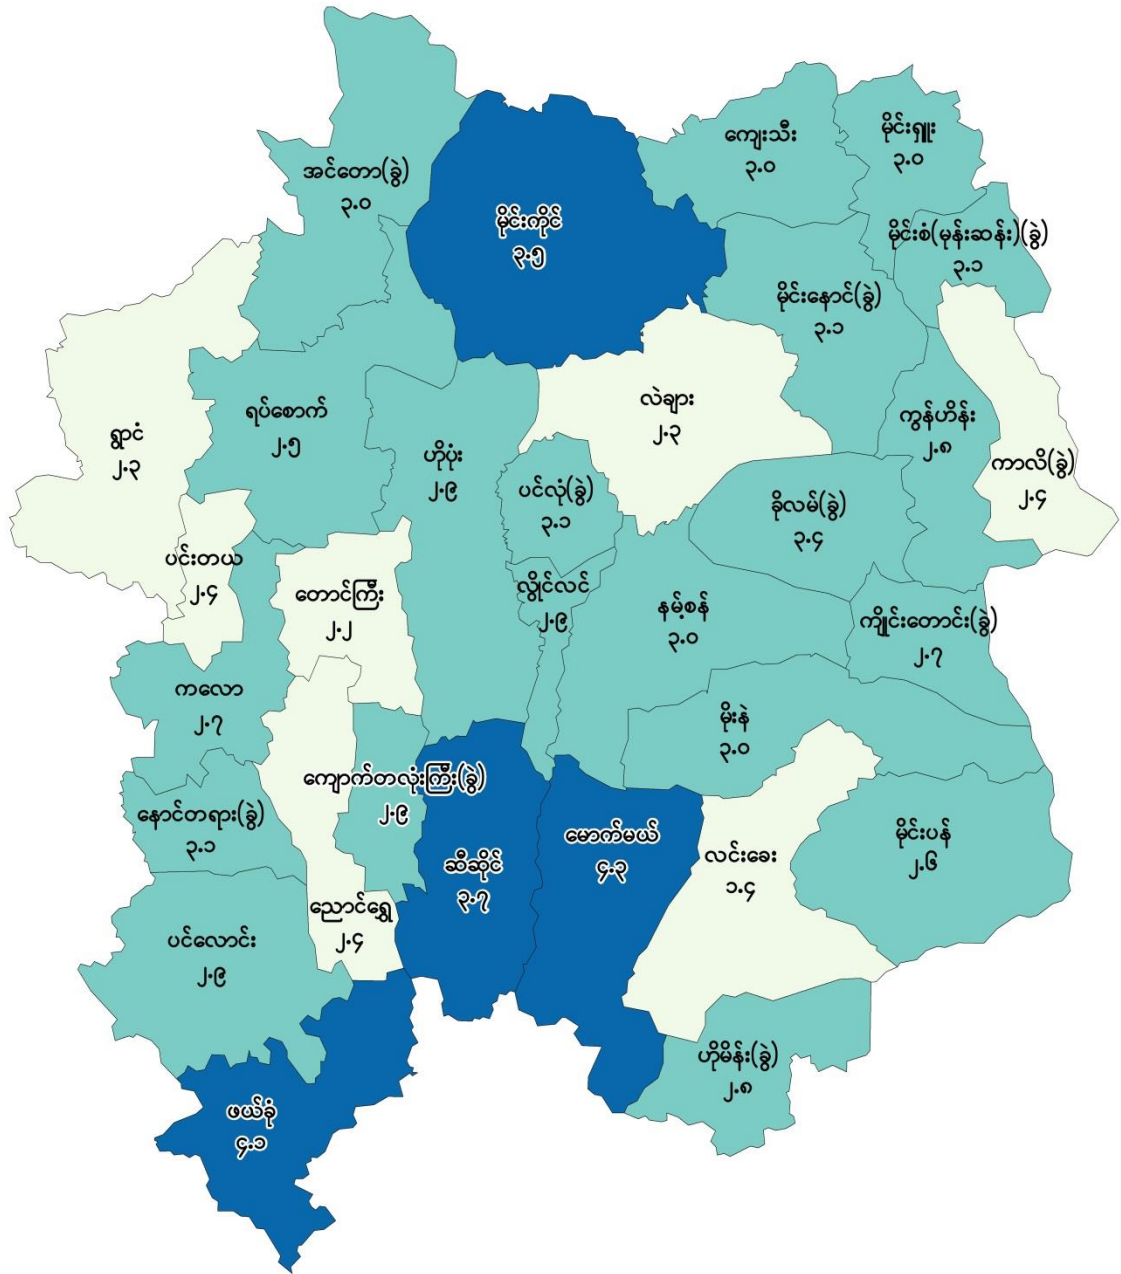 မိုင်းရှူး
၃.၀
ကျေးသီး
၃.၀
အင်တော(ခွဲ)
၃.၀
မိုင်းကိုင်
၃.၅
မိုင်းစံ(မုန်းဆန်း)(ခွဲ)
၃.၁
မိုင်းနောင်(ခွဲ)
၃.၁
လဲချား
၂.၃
ရပ်စောက်
၂.၅
ကွန်ဟိန်း
၂.၈
ရွာငံ
၂.၃
ဟိုပုံး
၂.၉
ကာလိ(ခွဲ)
၂.၄
ပင်လုံ(ခွဲ)
၃.၁
ခိုလမ်(ခွဲ)
၃.၄
ပင်းတယ
၂.၄
လွိုင်လင်
၂.၉
တောင်ကြီး
၂.၂
နမ့်စန်
၃.၀
ကျိုင်းတောင်း(ခွဲ)
၂.၇
ကလော
၂.၇
မိုးနဲ
၃.၀
ကျောက်တလုံးကြီး(ခွဲ)
၂.၉
နောင်တရား(ခွဲ)
၃.၁
မောက်မယ်
၄.၃
မိုင်းပန်
၂.၆
လင်းခေး
၁.၄
ဆီဆိုင်
၃.၇
ညောင်ရွှေ
၂.၄
ပင်လောင်း
၂.၉
ဟိုမိန်း(ခွဲ)
၂.၈
ဖယ်ခုံ
၄.၁